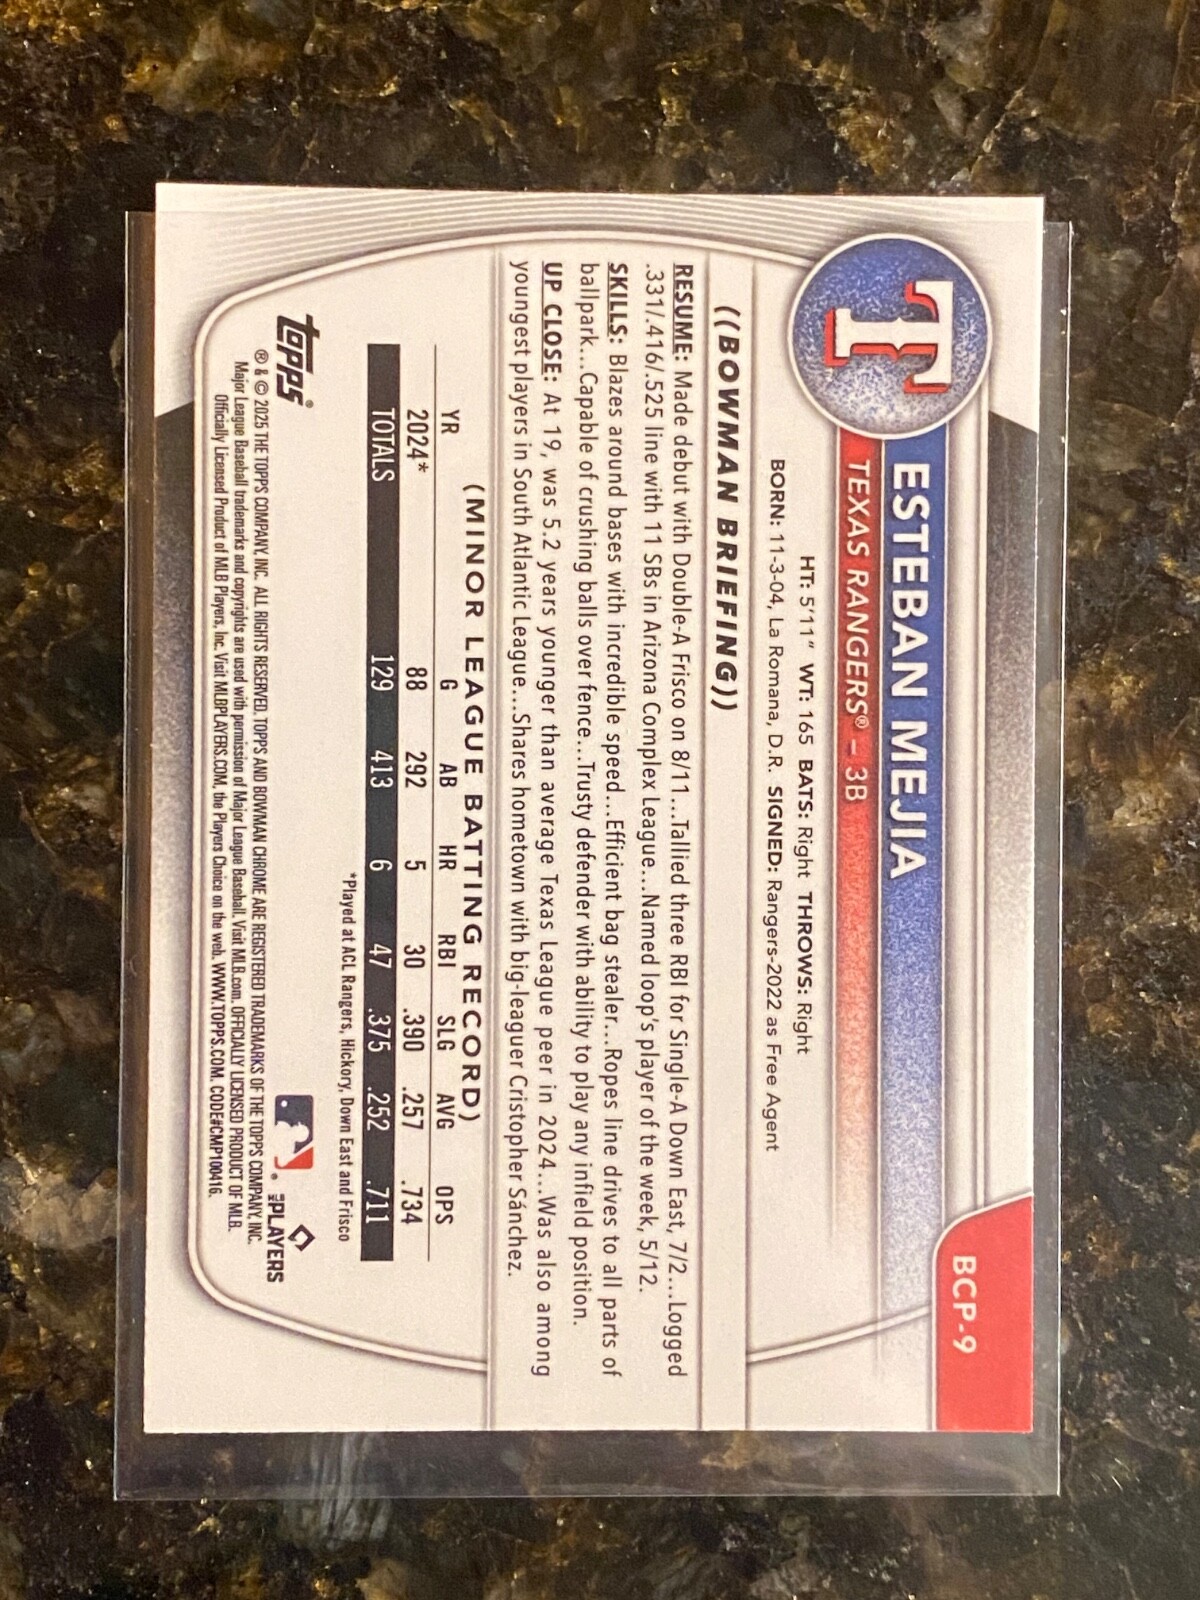 BCP-9
T
ESTEBAN MEJIA
TEXAS RANGERS® – 3B
HT: 5'11" WT: 165 BATS: Right THROWS: Right
BORN: 11-3-04, La Romana, D.R. SIGNED: Rangers-2022 as Free Agent
((BOWMAN BRIEFING))
RESUME: Made debut with Double-A Frisco on 8/11...Tallied three RBI for Single-A Down East, 7/2...Logged
.331/.416/.525 line with 11 SBs in Arizona Complex League...Named loop's player of the week, 5/12.
SKILLS: Blazes around bases with incredible speed...Efficient bag stealer...Ropes line drives to all parts of
ballpark...Capable of crushing balls over fence...Trusty defender with ability to play any infield position.
UP CLOSE: At 19, was 5.2 years younger than average Texas League peer in 2024...Was also among
youngest players in South Atlantic League...Shares hometown with big-leaguer Cristopher Sánchez.
(MINOR LEAGUE BATTING RECORD)
YR G AB HR RBI SLG AVG OPS
2024* 88 292 5 30 .390 .257 .734
TOTALS 129 413 6 47 .375 .252 .711
*Played at ACL Rangers, Hickory, Down East and Frisco
topps®
MLB PLAYERS
® & © 2025 THE TOPPS COMPANY, INC. ALL RIGHTS RESERVED. TOPPS AND BOWMAN CHROME ARE REGISTERED TRADEMARKS OF THE TOPPS COMPANY, INC.
Major League Baseball trademarks and copyrights are used with permission of Major League Baseball. Visit MLB.com. OFFICIALLY LICENSED PRODUCT OF MLB.
Officially Licensed Product of MLB Players, Inc. Visit MLBPLAYERS.COM, the Players Choice on the web. WWW.TOPPS.COM. CODE#CMP100416.